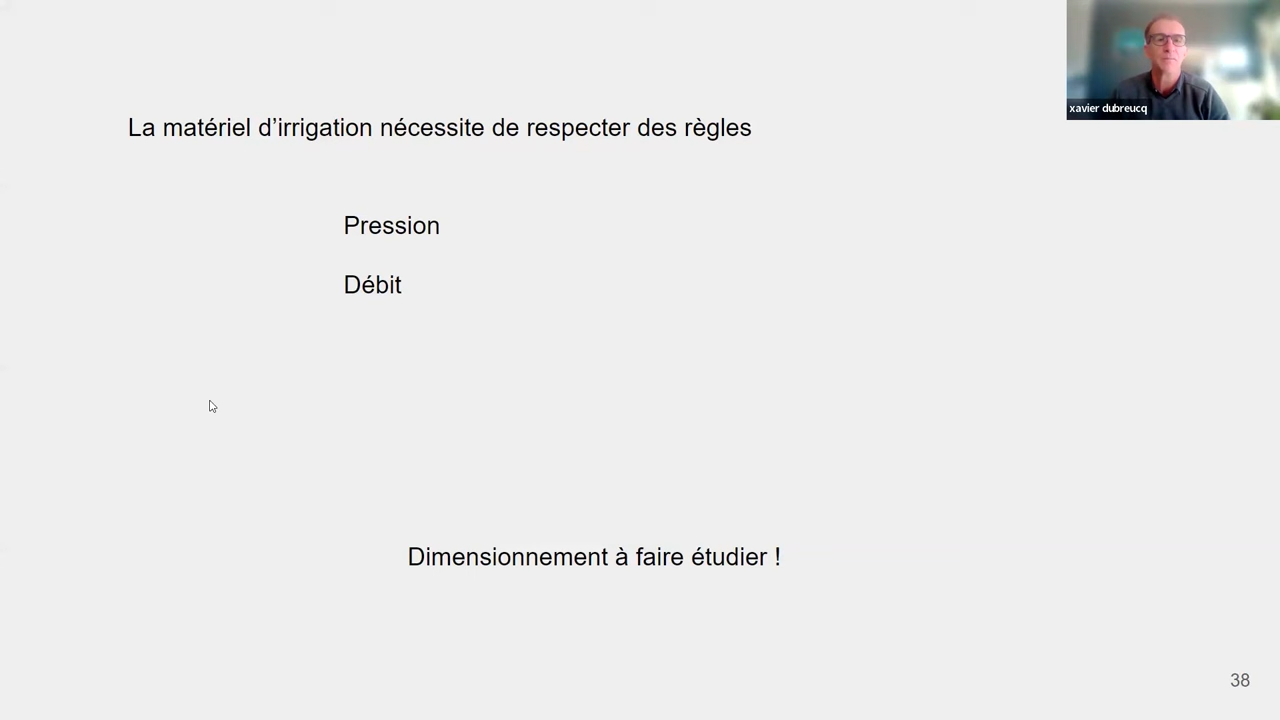 xavier dubreucq
La matériel d’irrigation nécessite de respecter des règles
Pression
Débit
Dimensionnement à faire étudier !
38